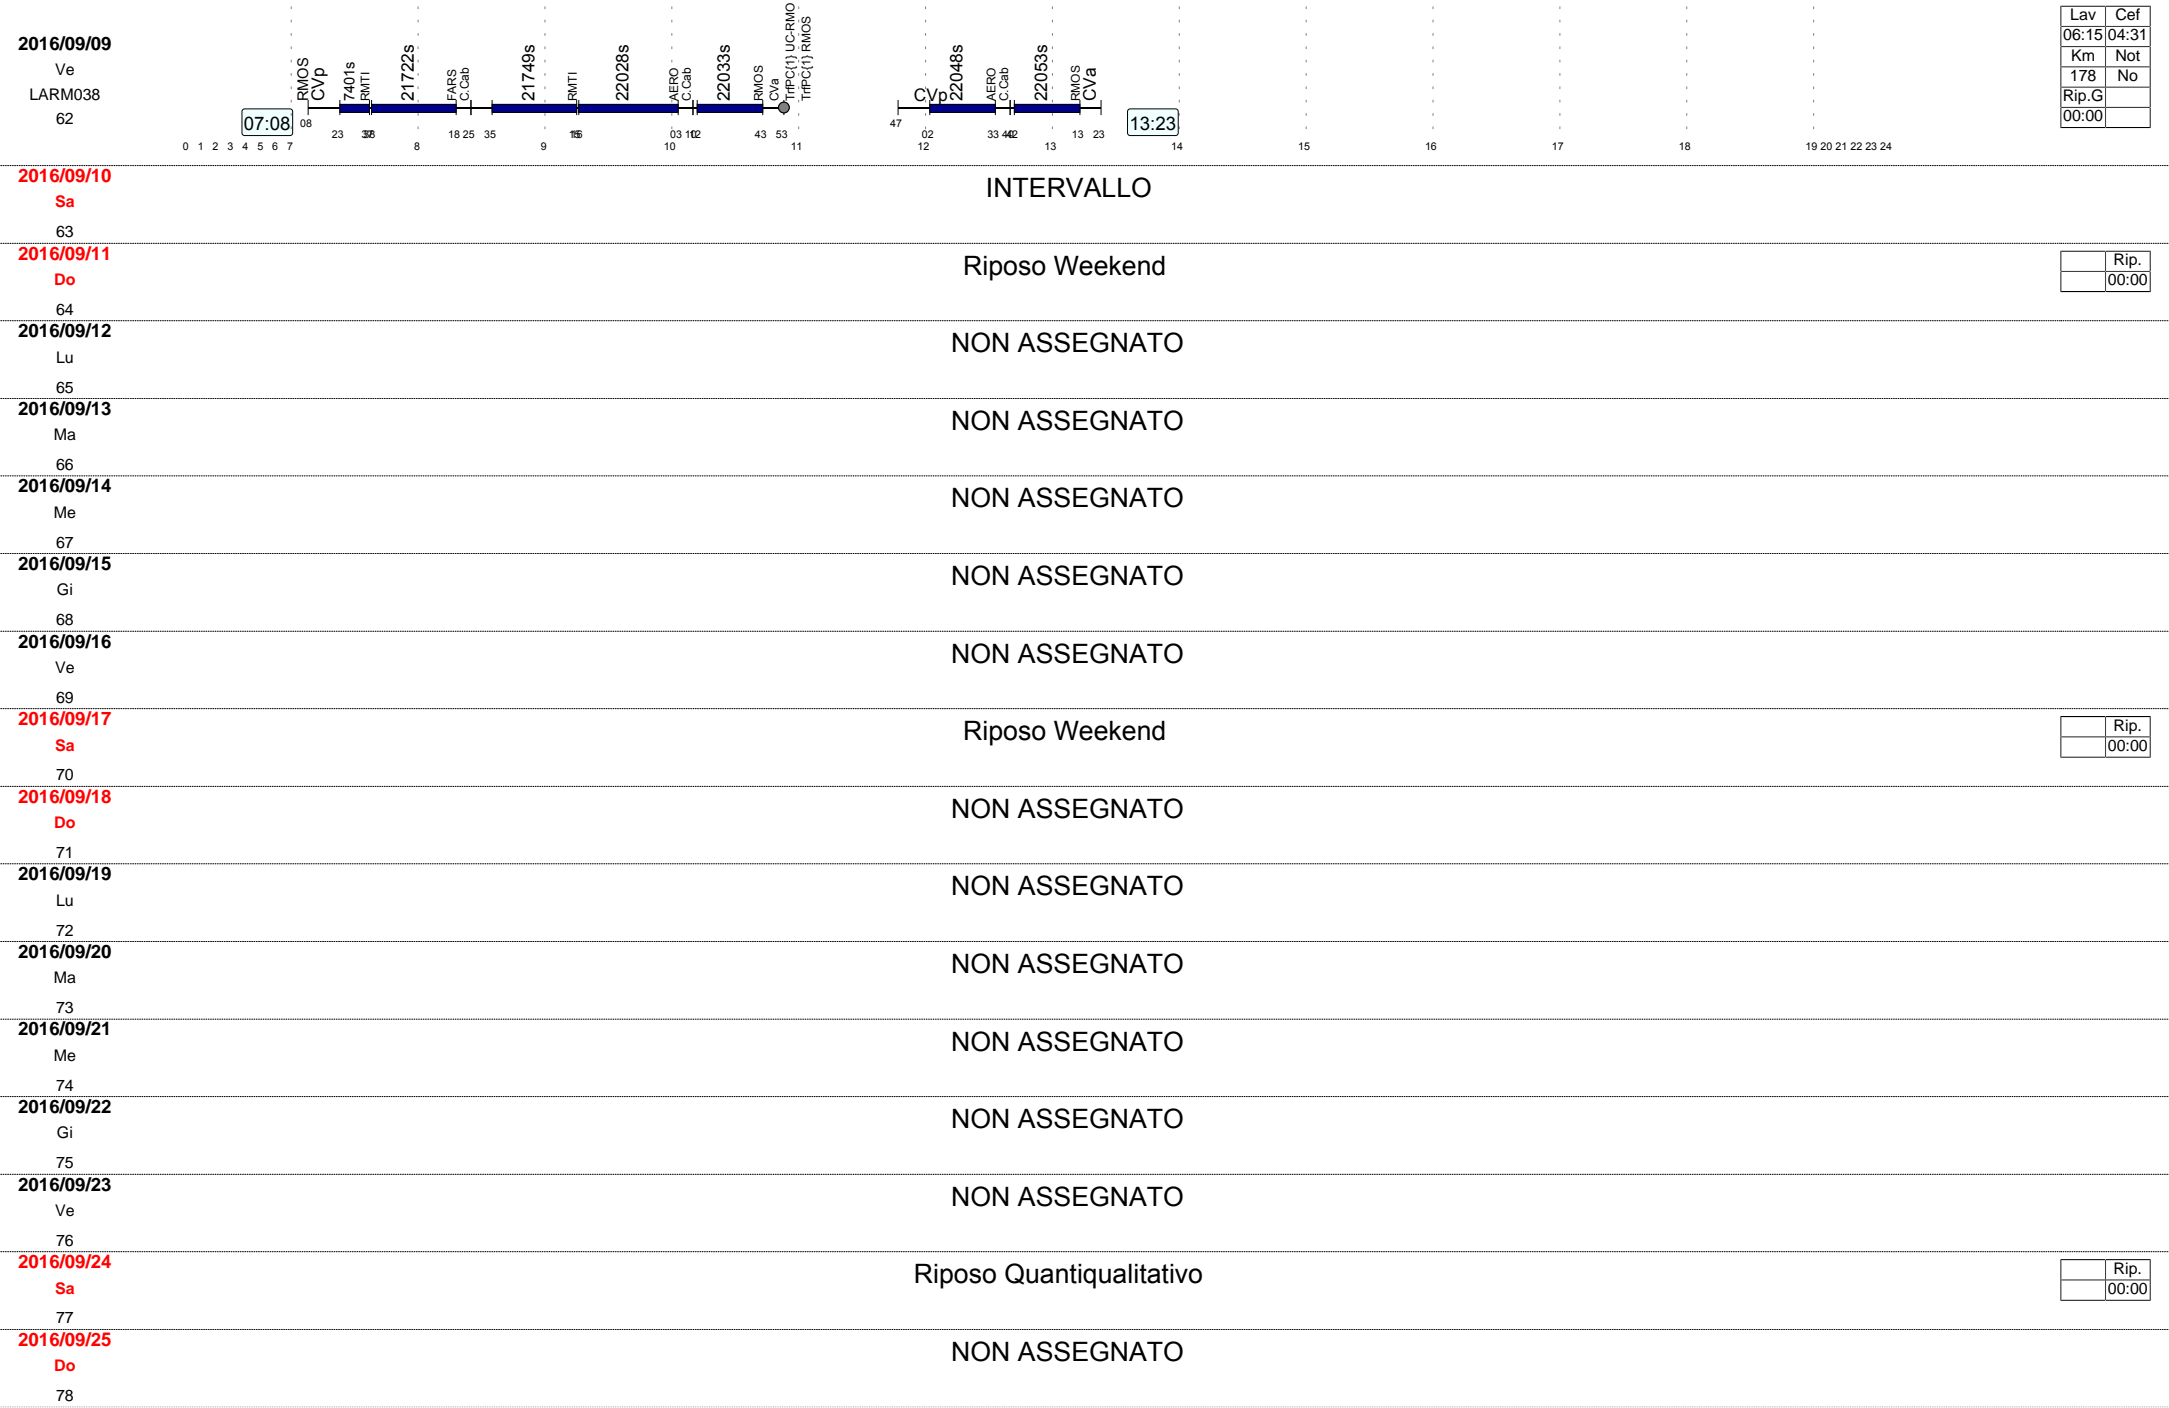 2016/09/09
Ve
LARM038
62
07:08
RMOS
CVp
7401s
RMTI
21722s
FARS
C.Cab
21749s
RMTI
22028s
AERO
C.Cab
22033s
RMOS
CVa
TrfPC{1} UC-RMO
TrfPC{1} RMOS
CVp
22048s
AERO
C.Cab
22053s
RMOS
CVa
13:23
08 23 37 38 18 25 35 15 16 03 10 12 43 53 47 02 33 40 42 13 23
0 1 2 3 4 5 6 7 8 9 10 11 12 13 14 15 16 17 18 19 20 21 22 23 24
Lav Cef
06:15 04:31
Km Not
178 No
Rip.G
00:00
2016/09/10
Sa
63
INTERVALLO
2016/09/11
Do
64
Riposo Weekend
Rip.
00:00
2016/09/12
Lu
65
NON ASSEGNATO
2016/09/13
Ma
66
NON ASSEGNATO
2016/09/14
Me
67
NON ASSEGNATO
2016/09/15
Gi
68
NON ASSEGNATO
2016/09/16
Ve
69
NON ASSEGNATO
2016/09/17
Sa
70
Riposo Weekend
Rip.
00:00
2016/09/18
Do
71
NON ASSEGNATO
2016/09/19
Lu
72
NON ASSEGNATO
2016/09/20
Ma
73
NON ASSEGNATO
2016/09/21
Me
74
NON ASSEGNATO
2016/09/22
Gi
75
NON ASSEGNATO
2016/09/23
Ve
76
NON ASSEGNATO
2016/09/24
Sa
77
Riposo Quantiqualitativo
Rip.
00:00
2016/09/25
Do
78
NON ASSEGNATO